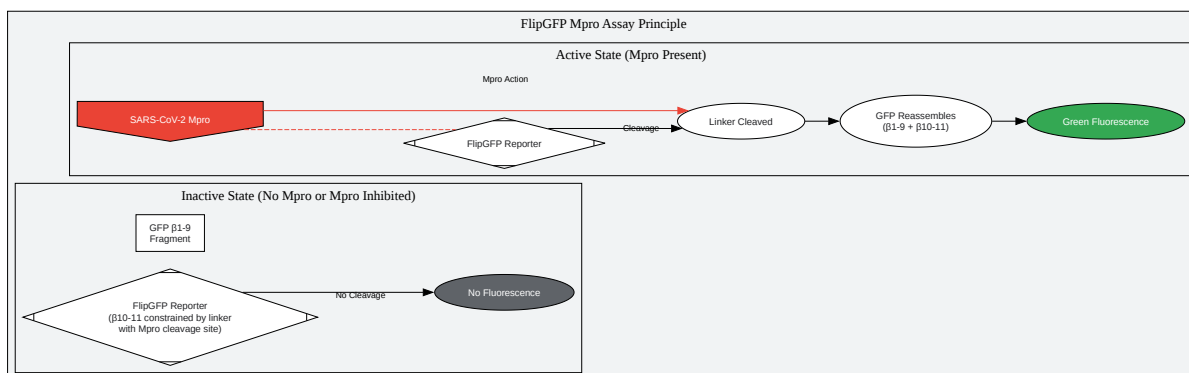 FlipGFP Mpro Assay Principle
Active State (Mpro Present)
Mpro Action
SARS-CoV-2 Mpro
FlipGFP Reporter
Cleavage
Linker Cleaved
GFP Reassembles
(β1-9 + β10-11)
Green Fluorescence
Inactive State (No Mpro or Mpro Inhibited)
GFP β1-9
Fragment
FlipGFP Reporter
(β10-11 constrained by linker
with Mpro cleavage site)
No Cleavage
No Fluorescence